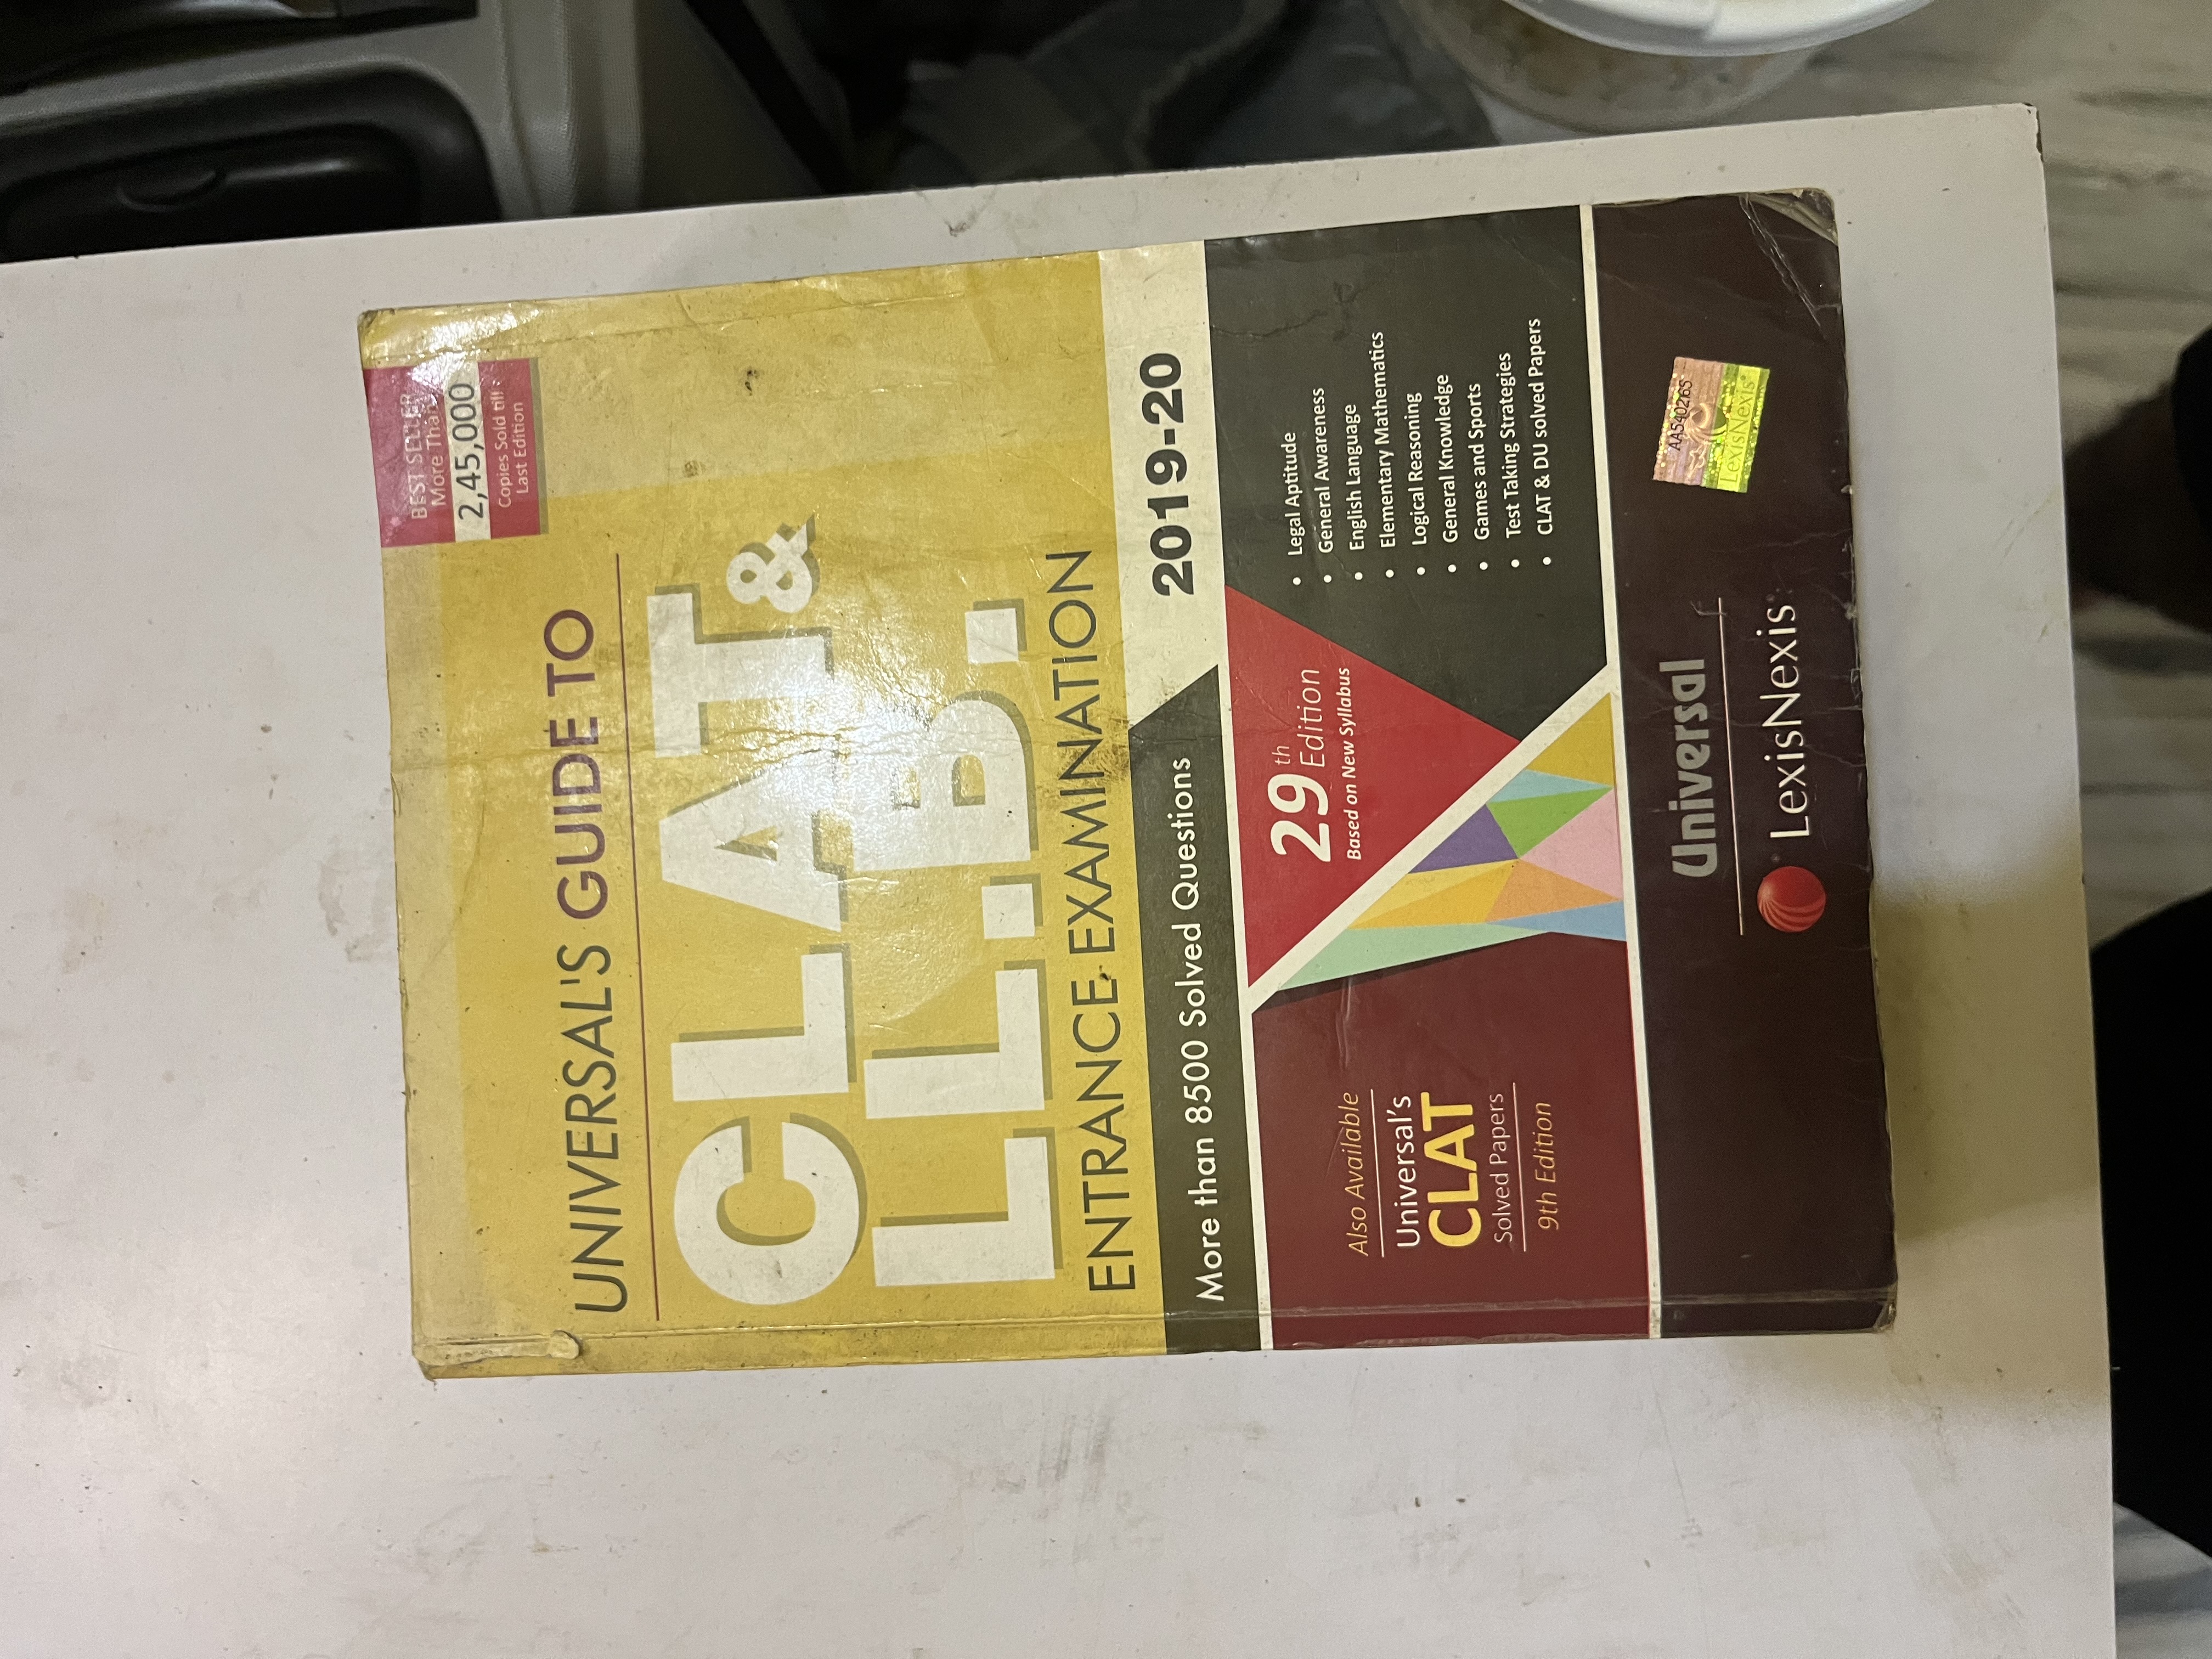 BEST SELLER
More Than
2,45,000
Copies Sold till
Last Edition
UNIVERSAL'S GUIDE TO
CLAT &
LL.B.
ENTRANCE EXAMINATION
2019-20
More than 8500 Solved Questions
29th Edition
Based on New Syllabus
• Legal Aptitude
• General Awareness
• English Language
• Elementary Mathematics
• Logical Reasoning
• General Knowledge
• Games and Sports
• Test Taking Strategies
• CLAT & DU solved Papers
Also Available
Universal's
CLAT
Solved Papers
9th Edition
Universal
LexisNexis®
AAS40265
LexisNexis®